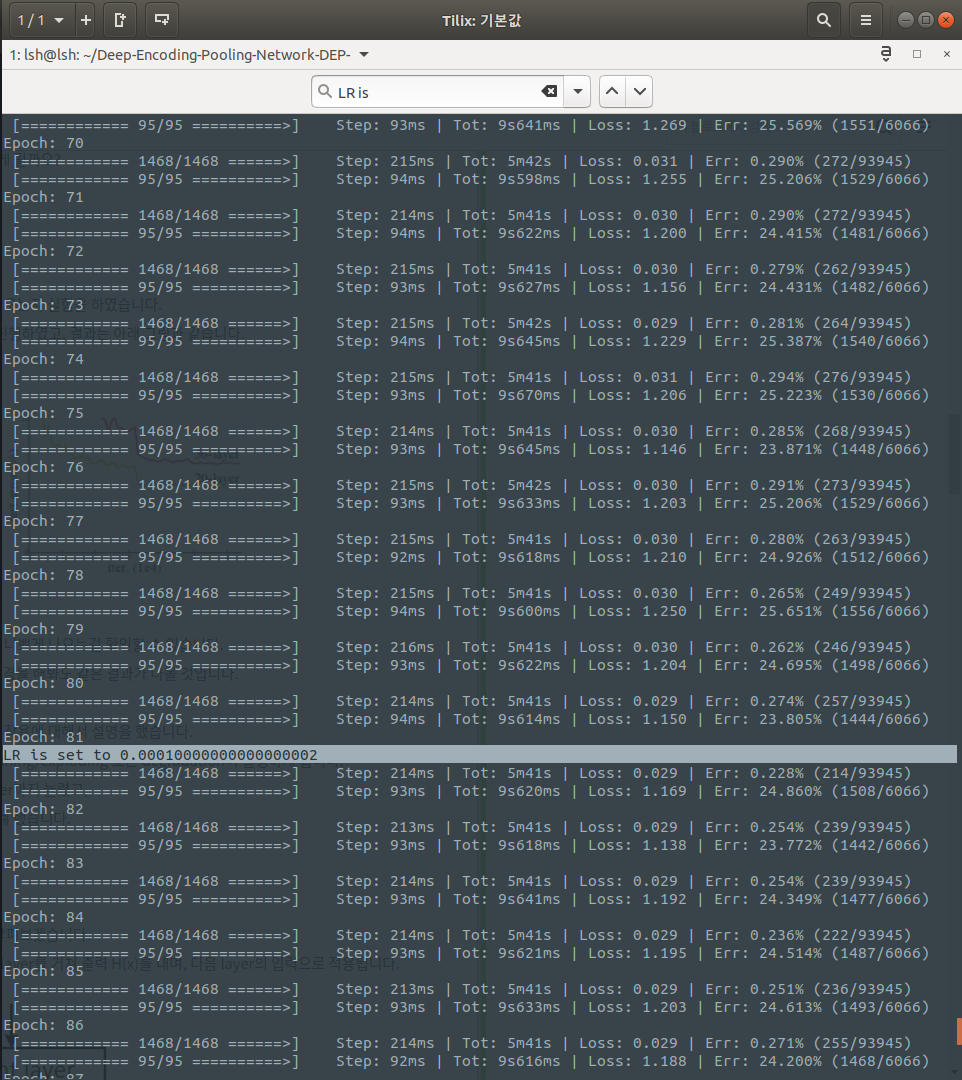 1 / 1
Tilix: 기본값
1: lsh@lsh: ~/Deep-Encoding-Pooling-Network-DEP-
LR is
[============ 95/95 ==========>] Step: 93ms | Tot: 9s641ms | Loss: 1.269 | Err: 25.569% (1551/6066)
Epoch: 70
[============ 1468/1468 ======>] Step: 215ms | Tot: 5m42s | Loss: 0.031 | Err: 0.290% (272/93945)
[============ 95/95 ==========>] Step: 94ms | Tot: 9s598ms | Loss: 1.255 | Err: 25.206% (1529/6066)
Epoch: 71
[============ 1468/1468 ======>] Step: 214ms | Tot: 5m41s | Loss: 0.030 | Err: 0.290% (272/93945)
[============ 95/95 ==========>] Step: 94ms | Tot: 9s622ms | Loss: 1.200 | Err: 24.415% (1481/6066)
Epoch: 72
[============ 1468/1468 ======>] Step: 215ms | Tot: 5m41s | Loss: 0.030 | Err: 0.279% (262/93945)
[============ 95/95 ==========>] Step: 94ms | Tot: 9s627ms | Loss: 1.156 | Err: 24.431% (1482/6066)
Epoch: 73
[============ 1468/1468 ======>] Step: 215ms | Tot: 5m42s | Loss: 0.029 | Err: 0.281% (264/93945)
[============ 95/95 ==========>] Step: 94ms | Tot: 9s645ms | Loss: 1.229 | Err: 25.387% (1540/6066)
Epoch: 74
[============ 1468/1468 ======>] Step: 215ms | Tot: 5m41s | Loss: 0.031 | Err: 0.294% (276/93945)
[============ 95/95 ==========>] Step: 94ms | Tot: 9s670ms | Loss: 1.206 | Err: 25.223% (1530/6066)
Epoch: 75
[============ 1468/1468 ======>] Step: 214ms | Tot: 5m41s | Loss: 0.030 | Err: 0.285% (268/93945)
[============ 95/95 ==========>] Step: 93ms | Tot: 9s645ms | Loss: 1.146 | Err: 23.871% (1448/6066)
Epoch: 76
[============ 1468/1468 ======>] Step: 215ms | Tot: 5m42s | Loss: 0.030 | Err: 0.291% (273/93945)
[============ 95/95 ==========>] Step: 93ms | Tot: 9s633ms | Loss: 1.203 | Err: 25.206% (1529/6066)
Epoch: 77
[============ 1468/1468 ======>] Step: 215ms | Tot: 5m41s | Loss: 0.030 | Err: 0.280% (263/93945)
[============ 95/95 ==========>] Step: 92ms | Tot: 9s618ms | Loss: 1.210 | Err: 24.926% (1512/6066)
Epoch: 78
[============ 1468/1468 ======>] Step: 215ms | Tot: 5m41s | Loss: 0.030 | Err: 0.265% (249/93945)
[============ 95/95 ==========>] Step: 94ms | Tot: 9s600ms | Loss: 1.250 | Err: 25.651% (1556/6066)
Epoch: 79
[============ 1468/1468 ======>] Step: 216ms | Tot: 5m41s | Loss: 0.030 | Err: 0.262% (246/93945)
[============ 95/95 ==========>] Step: 93ms | Tot: 9s622ms | Loss: 1.204 | Err: 24.695% (1498/6066)
Epoch: 80
[============ 1468/1468 ======>] Step: 214ms | Tot: 5m41s | Loss: 0.030 | Err: 0.274% (257/93945)
[============ 95/95 ==========>] Step: 94ms | Tot: 9s614ms | Loss: 1.150 | Err: 23.805% (1444/6066)
Epoch: 81
LR is set to 0.00010000000000000002
[============ 1468/1468 ======>] Step: 214ms | Tot: 5m41s | Loss: 0.029 | Err: 0.228% (214/93945)
[============ 95/95 ==========>] Step: 93ms | Tot: 9s620ms | Loss: 1.169 | Err: 24.860% (1508/6066)
Epoch: 82
[============ 1468/1468 ======>] Step: 213ms | Tot: 5m41s | Loss: 0.029 | Err: 0.254% (239/93945)
[============ 95/95 ==========>] Step: 93ms | Tot: 9s618ms | Loss: 1.138 | Err: 23.772% (1442/6066)
Epoch: 83
[============ 1468/1468 ======>] Step: 214ms | Tot: 5m41s | Loss: 0.029 | Err: 0.254% (239/93945)
[============ 95/95 ==========>] Step: 93ms | Tot: 9s641ms | Loss: 1.192 | Err: 24.349% (1477/6066)
Epoch: 84
[============ 1468/1468 ======>] Step: 214ms | Tot: 5m41s | Loss: 0.029 | Err: 0.236% (222/93945)
[============ 95/95 ==========>] Step: 93ms | Tot: 9s621ms | Loss: 1.195 | Err: 24.514% (1487/6066)
Epoch: 85
[============ 1468/1468 ======>] Step: 213ms | Tot: 5m41s | Loss: 0.029 | Err: 0.251% (236/93945)
[============ 95/95 ==========>] Step: 93ms | Tot: 9s633ms | Loss: 1.203 | Err: 24.613% (1493/6066)
Epoch: 86
[============ 1468/1468 ======>] Step: 214ms | Tot: 5m41s | Loss: 0.029 | Err: 0.271% (255/93945)
[============ 95/95 ==========>] Step: 92ms | Tot: 9s616ms | Loss: 1.188 | Err: 24.200% (1468/6066)
Epoch: 87